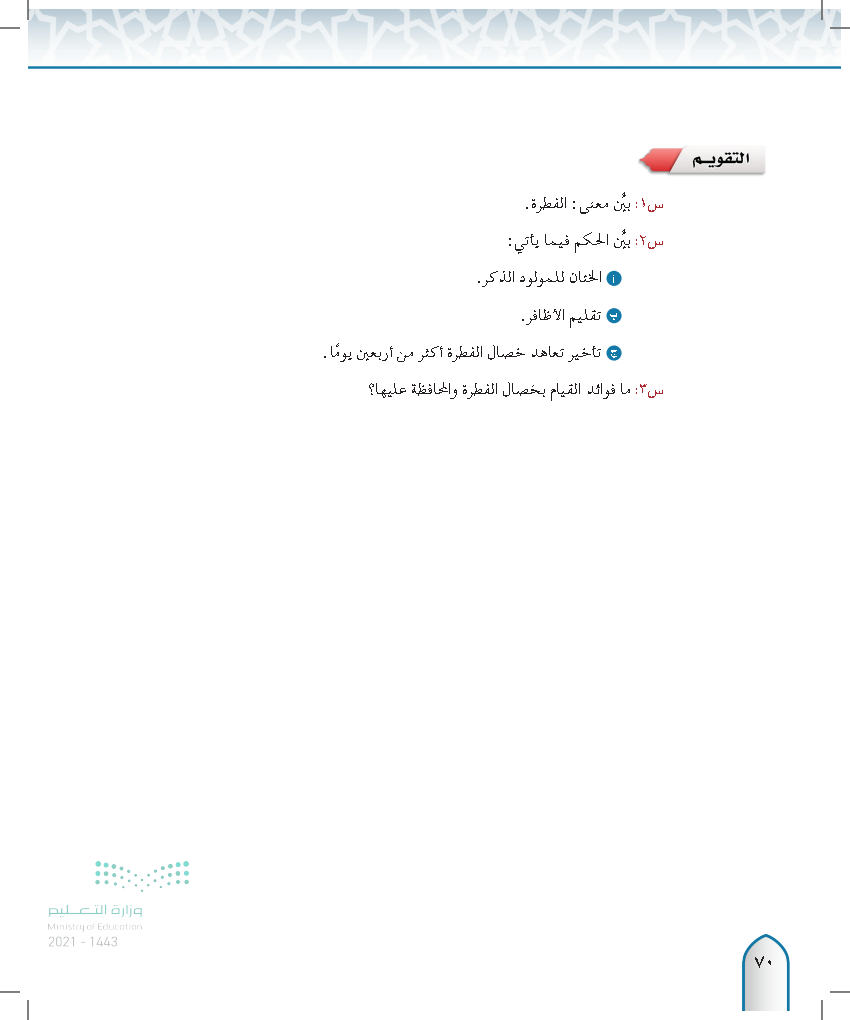 التقويم
س١: بيِّن معنى: الفطرة.
س٢: بيِّن الحكم فيما يأتي:
أ الختان للمولود الذكر.
ب تقليم الأظافر.
ج تأخير تعاهد خصال الفطرة أكثر من أربعين يومًا.
س٣: ما فوائد القيام بخصال الفطرة والمحافظة عليها؟
وزارة التعليم
Ministry of Education
2021 - 1443
٧٠